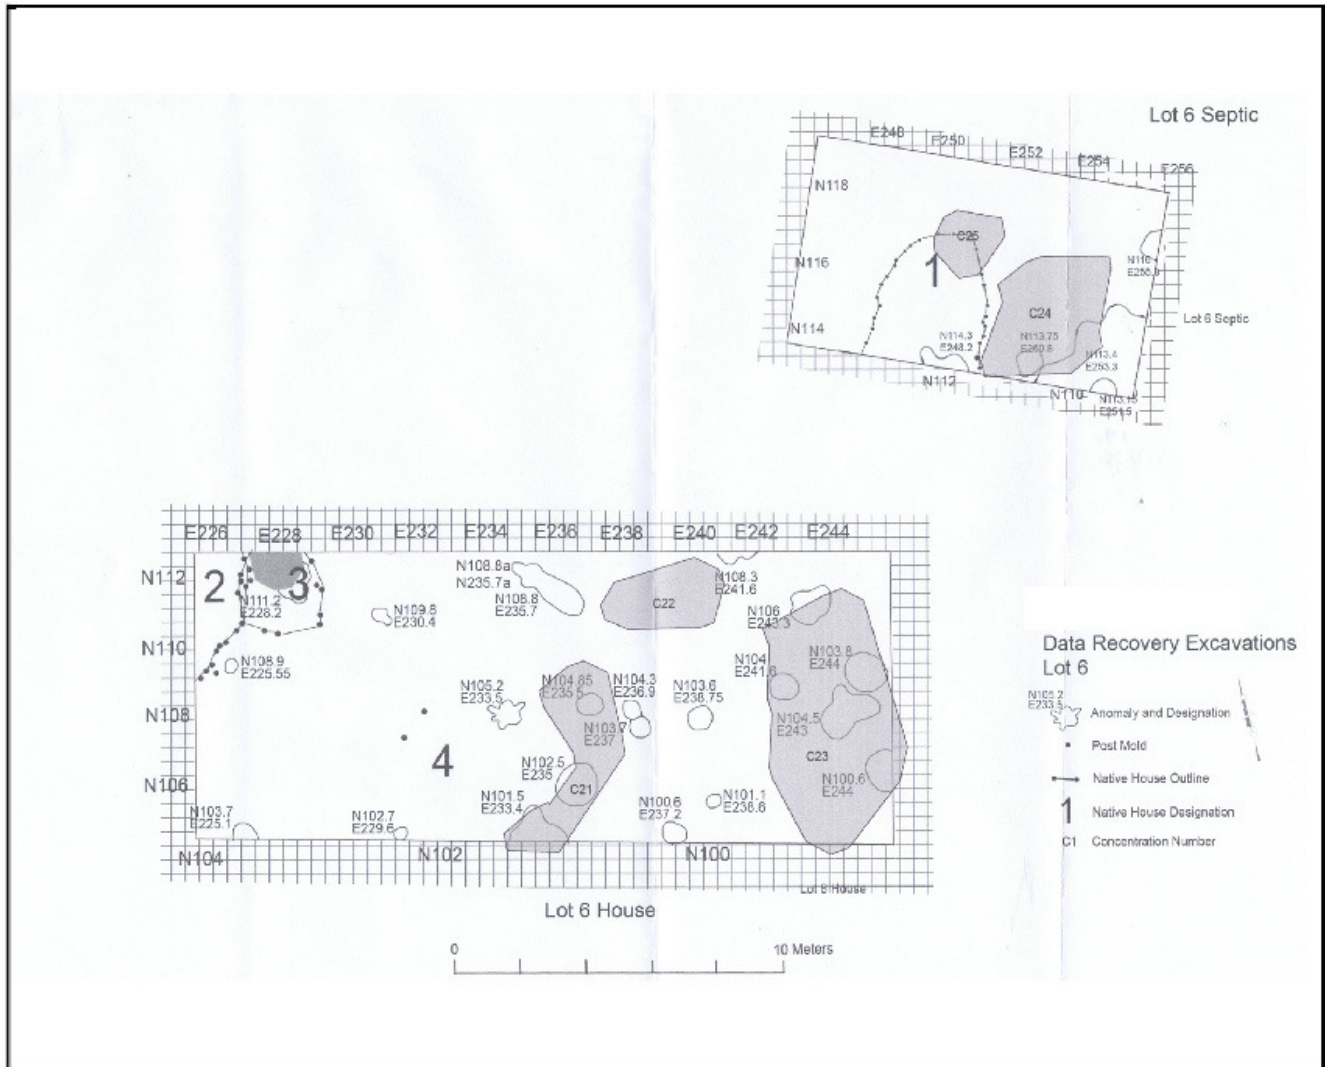 Lot 6 Septic
E248
E250
E252
E254
E256
N118
N116
N114
C25
1
N116
C24
Lot 6 Septic
N114.3
E248.2
N113.75
N113.4
E253.3
N112
N110
N113.15
E251.5
E226
E228
E230
E232
E234
E236
E238
E240
E242
E244
N112
N110
N108
N106
N104
2
3
N111.2
E228.2
N108.9
E225.55
N109.8
E230.4
N108.8a
N235.7a
N108.8
E235.7
C22
N108.3
E241.6
N106
E243.3
N104
E241.6
N103.8
E244
N105.2
E233.5
N104.85
E235.5
N104.3
E236.9
N103.7
E237
N103.6
E238.75
N104.5
E243
4
N102.5
E235
C21
C23
N100.6
E244
N101.5
E233.4
N100.6
E237.2
N101.1
E238.6
N103.7
E225.1
N102.7
E229.6
N102
N100
Lot 6 House
Lot 6 House
0
10 Meters
Data Recovery Excavations
Lot 6
N105.2
E233.5
Anomaly and Designation
Post Mold
Native House Outline
1 Native House Designation
C1 Concentration Number